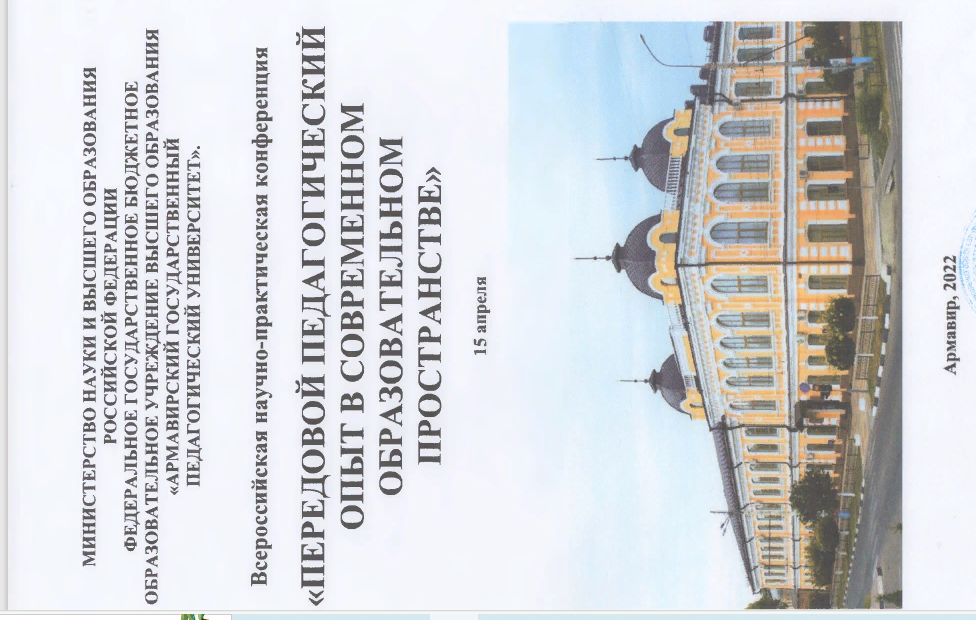 МИНИСТЕРСТВО НАУКИ И ВЫСШЕГО ОБРАЗОВАНИЯ
РОССИЙСКОЙ ФЕДЕРАЦИИ
ФЕДЕРАЛЬНОЕ ГОСУДАРСТВЕННОЕ БЮДЖЕТНОЕ
ОБРАЗОВАТЕЛЬНОЕ УЧРЕЖДЕНИЕ ВЫСШЕГО ОБРАЗОВАНИЯ
«АРМАВИРСКИЙ ГОСУДАРСТВЕННЫЙ
ПЕДАГОГИЧЕСКИЙ УНИВЕРСИТЕТ».
Всероссийская научно-практическая конференция
«ПЕРЕДОВОЙ ПЕДАГОГИЧЕСКИЙ
ОПЫТ В СОВРЕМЕННОМ
ОБРАЗОВАТЕЛЬНОМ
ПРОСТРАНСТВЕ»
15 апреля
Армавир, 2022